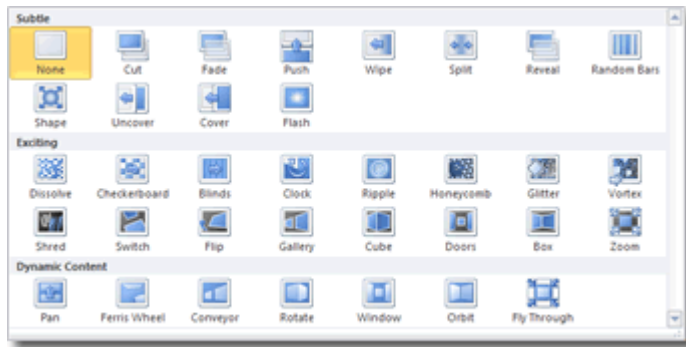 Subtle
None Cut Fade Push Wipe Split Reveal Random Bars
Shape Uncover Cover Flash
Exciting
Dissolve Checkerboard Blinds Clock Ripple Honeycomb Glitter Vortex
Shred Switch Flip Gallery Cube Doors Box Zoom
Dynamic Content
Pan Ferris Wheel Conveyor Rotate Window Orbit Fly Through